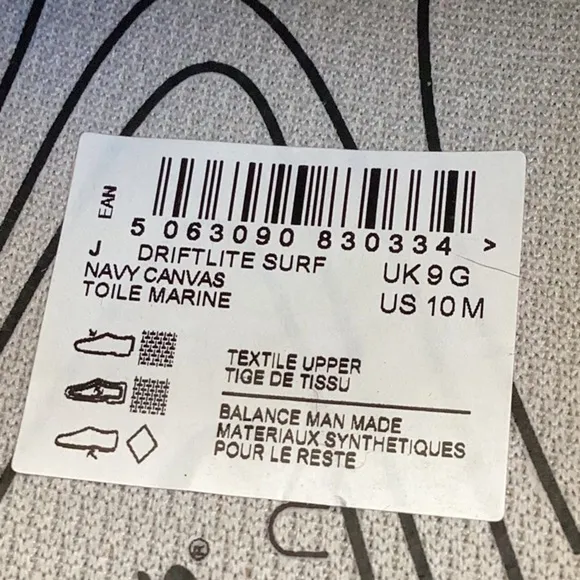 EAN
5 063090 830334 >
J DRIFTLITE SURF
NAVY CANVAS
TOILE MARINE
UK 9 G
US 10 M
TEXTILE UPPER
TIGE DE TISSU
BALANCE MAN MADE
MATERIAUX SYNTHETIQUES
POUR LE RESTE
®